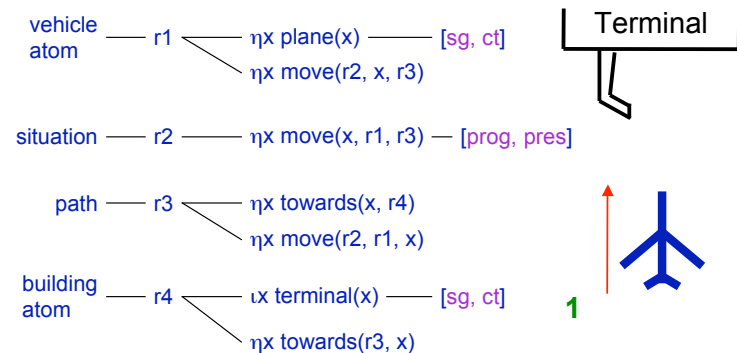 Terminal
vehicle atom r1 ηx plane(x) [sg, ct]
ηx move(r2, x, r3)
situation r2 ηx move(x, r1, r3) [prog, pres]
path r3 ηx towards(x, r4)
ηx move(r2, r1, x)
building atom r4 ιx terminal(x) [sg, ct]
ηx towards(r3, x)
1